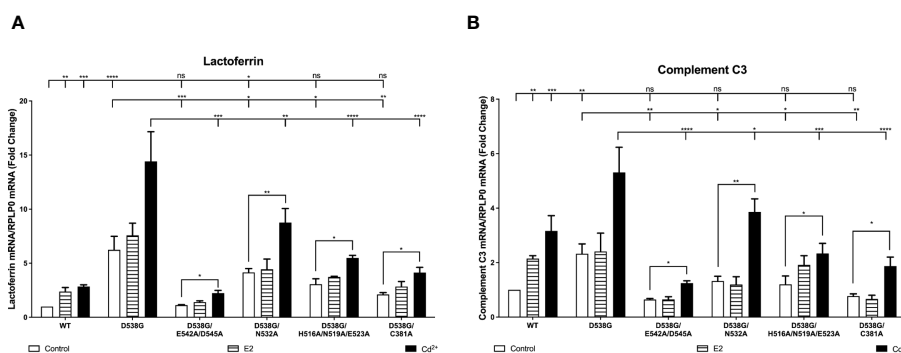 A
Lactoferrin
** *** **** ns * ns ns
*** * * **
*** ** **** ****
Lactoferrin mRNA/RPLP0 mRNA (Fold Change)
20
15
10
5
0
* ** * *
WT D538G D538G/ D538G/ D538G/ D538G/
E542A/D545A N532A H516A/N519A/E523A C381A
Control E2 Cd2+
B
Complement C3
** *** ** ns ns ns ns
** * * **
**** * *** ****
Complement C3 mRNA/RPLP0 mRNA (Fold Change)
8
6
4
2
0
* ** * *
WT D538G D538G/ D538G/ D538G/ D538G/
E542A/D545A N532A H516A/N519A/E523A C381A
Control E2 Cd